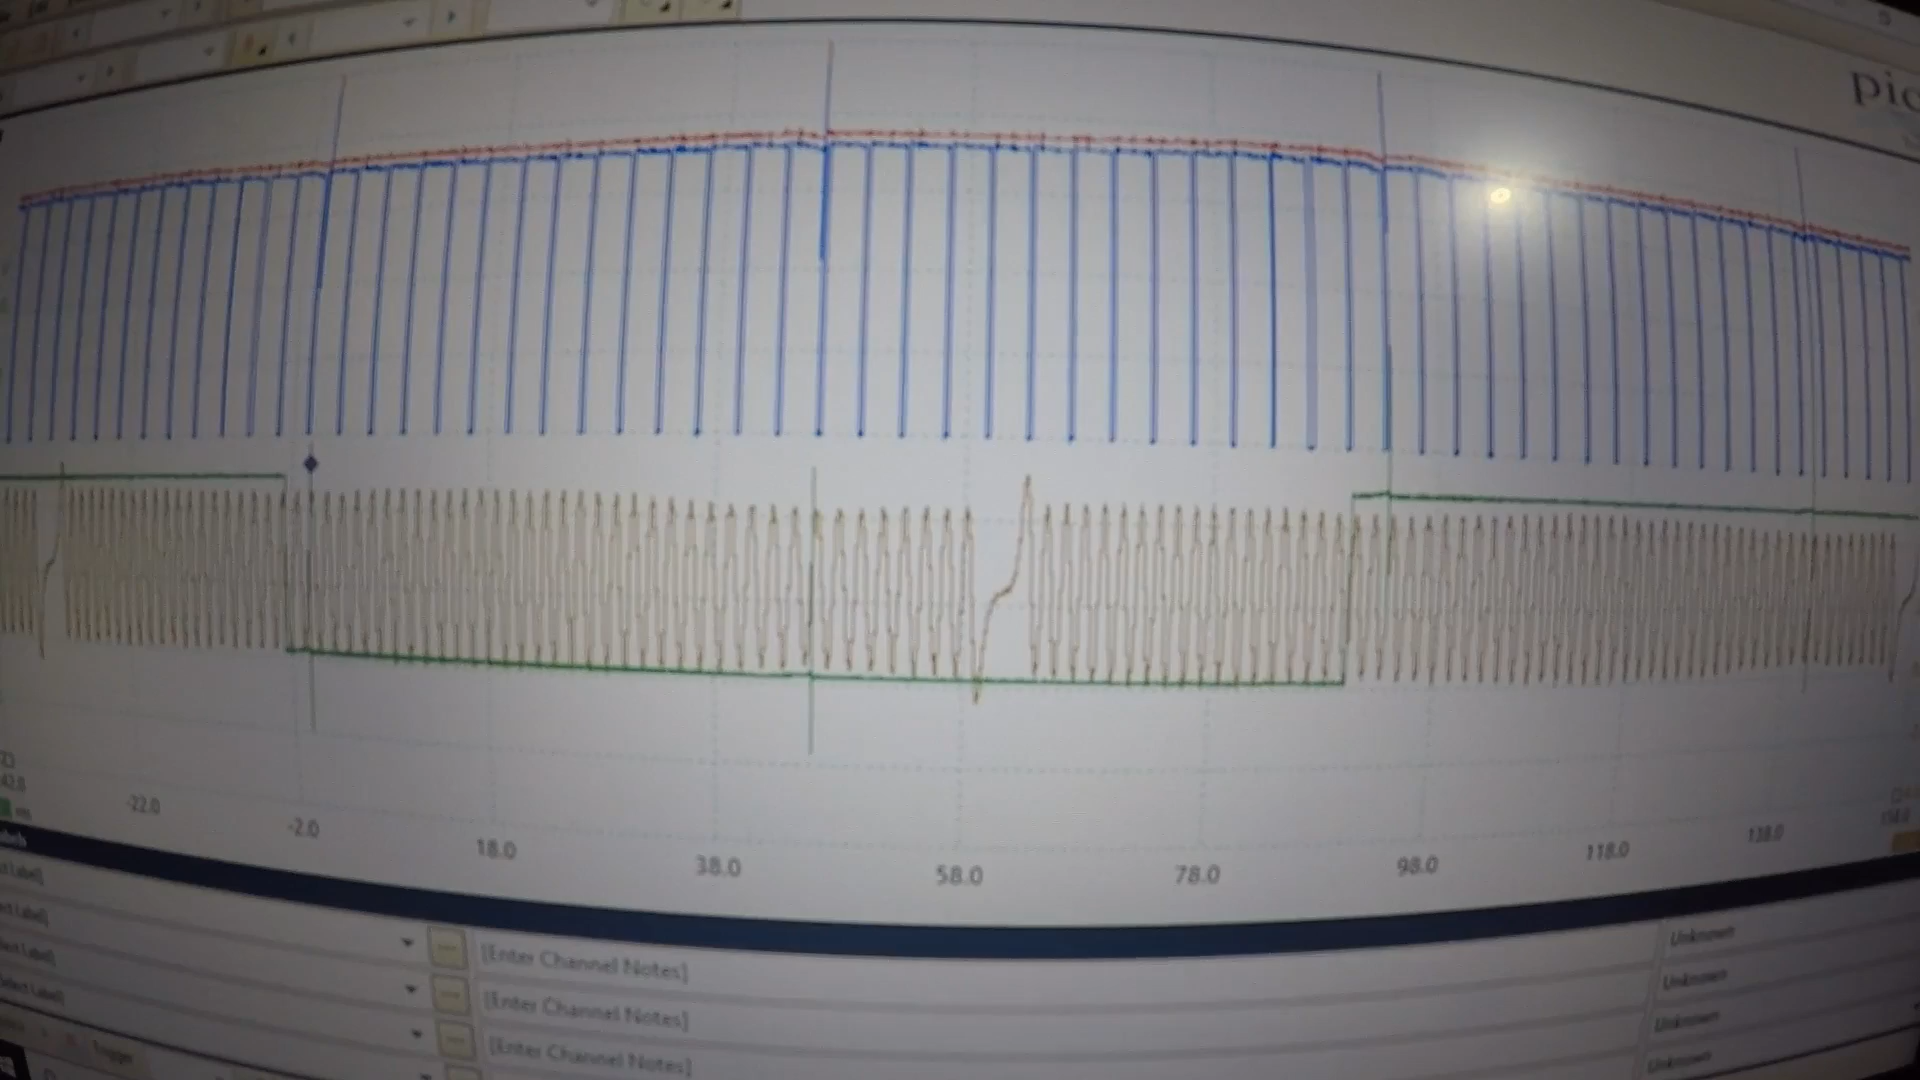 pic
-22.0
-2.0
18.0
38.0
58.0
78.0
98.0
118.0
138.0
[Enter Channel Notes]
Unknown
[Enter Channel Notes]
Unknown
[Enter Channel Notes]
Unknown
Unknown
Trigger